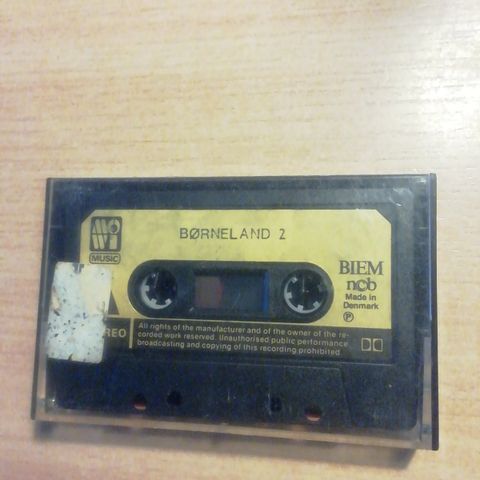 MOWI
MUSIC
BØRNELAND 2
BIEM
ncb
Made in
Denmark
P
All rights of the manufacturer and of the owner of the re-
corded work reserved. Unauthorised public performance
broadcasting and copying of this recording prohibited.